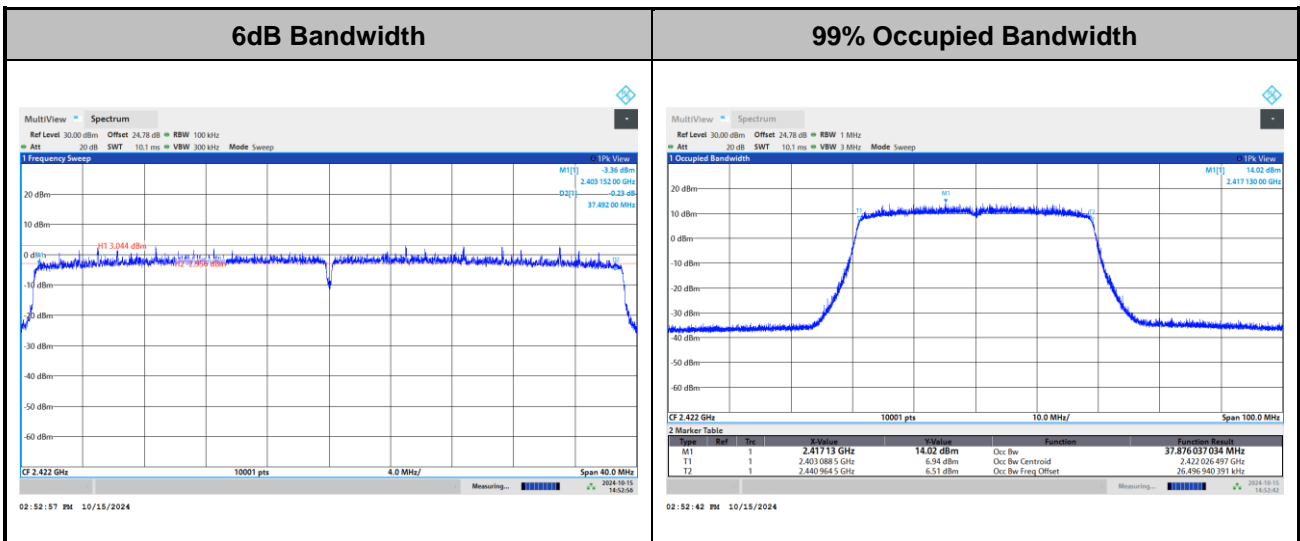 6dB Bandwidth
99% Occupied Bandwidth
MultiView Spectrum
Ref Level 30.00 dBm Offset 24.78 dB RBW 100 kHz
Att 20 dB SWT 10.1 ms VBW 300 kHz Mode Sweep
1 Frequency Sweep 1Pk View
M1[1] -3.36 dBm
2.403 152 00 GHz
D2[1] -0.23 dB
37.492 00 MHz
20 dBm
10 dBm
H1 3.044 dBm
0 dBm
H2 -2.956 dBm
D2
-10 dBm
-20 dBm
-30 dBm
-40 dBm
-50 dBm
-60 dBm
CF 2.422 GHz 10001 pts 4.0 MHz/ Span 40.0 MHz
Measuring... 2024-10-15
14:52:56
02:52:57 PM 10/15/2024
MultiView Spectrum
Ref Level 30.00 dBm Offset 24.78 dB RBW 1 MHz
Att 20 dB SWT 10.1 ms VBW 3 MHz Mode Sweep
1 Occupied Bandwidth 1Pk View
M1[1] 14.02 dBm
2.417 130 00 GHz
20 dBm
M1
T1
T2
10 dBm
0 dBm
-10 dBm
-20 dBm
-30 dBm
-40 dBm
-50 dBm
-60 dBm
CF 2.422 GHz 10001 pts 10.0 MHz/ Span 100.0 MHz
2 Marker Table
Type Ref Trc X-Value Y-Value Function Function Result
M1 1 2.417 13 GHz 14.02 dBm Occ Bw 37.876 037 034 MHz
T1 1 2.403 088 5 GHz 6.94 dBm Occ Bw Centroid 2.422 026 497 GHz
T2 1 2.440 964 5 GHz 6.51 dBm Occ Bw Freq Offset 26.496 940 391 kHz
Measuring... 2024-10-15
14:52:42
02:52:42 PM 10/15/2024